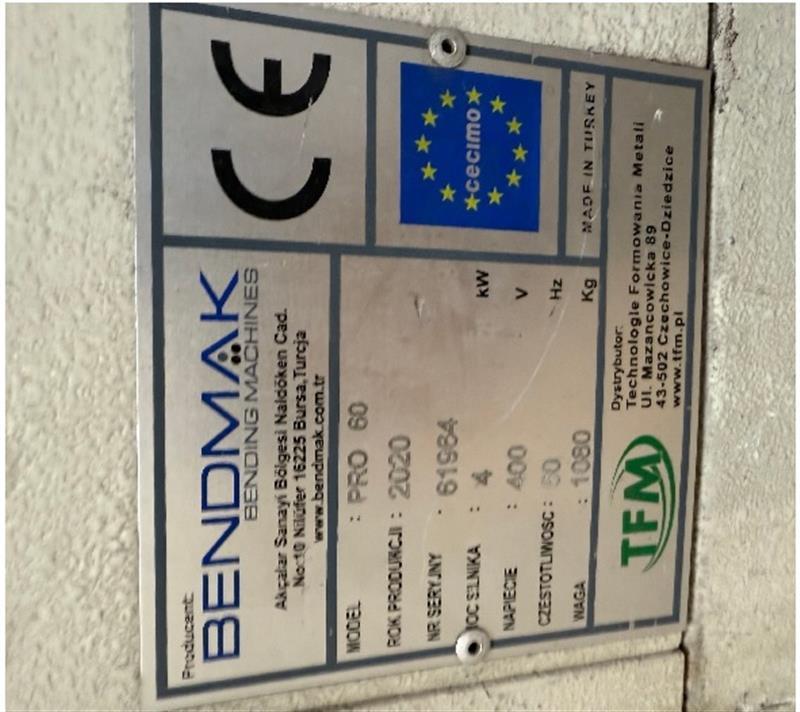 Producent:
BENDMAK
BENDING MACHINES
Akçalar Sanayi Bölgesi Naldöken Cad.
No:10 Nilüfer 16225 Bursa,Turcja
www.bendmak.com.tr
CE
cecimo
MADE IN TURKEY
MODEL : PRO 60
ROK PRODUKCJI : 2020
NR SERYJNY : 61964
OC SILNIKA : 4 kW
NAPIECIE : 400 V
CZESTOTLIWOSC : 50 Hz
WAGA : 1080 Kg
TFM
Dystrybutor:
Technologie Formowania Metali
Ul. Mazancowicka 89
43-502 Czechowice-Dziedzice
www.tfm.pl